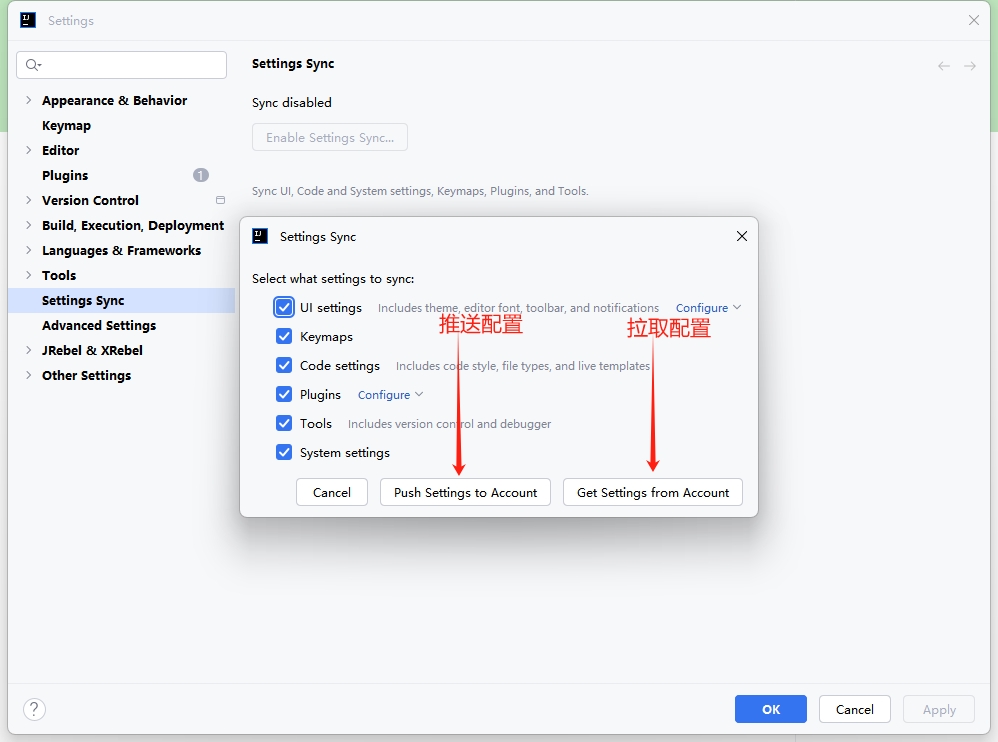 Settings
Settings Sync
Appearance & Behavior
Keymap
Editor
Plugins 1
Version Control
Build, Execution, Deployment
Languages & Frameworks
Tools
Settings Sync
Advanced Settings
JRebel & XRebel
Other Settings
Sync disabled
Enable Settings Sync...
Sync UI, Code and System settings, Keymaps, Plugins, and Tools.
Settings Sync
Select what settings to sync:
UI settings Includes theme, editor font, toolbar, and notifications Configure
推送配置 拉取配置
Keymaps
Code settings Includes code style, file types, and live templates
Plugins Configure
Tools Includes version control and debugger
System settings
Cancel Push Settings to Account Get Settings from Account
? OK Cancel Apply